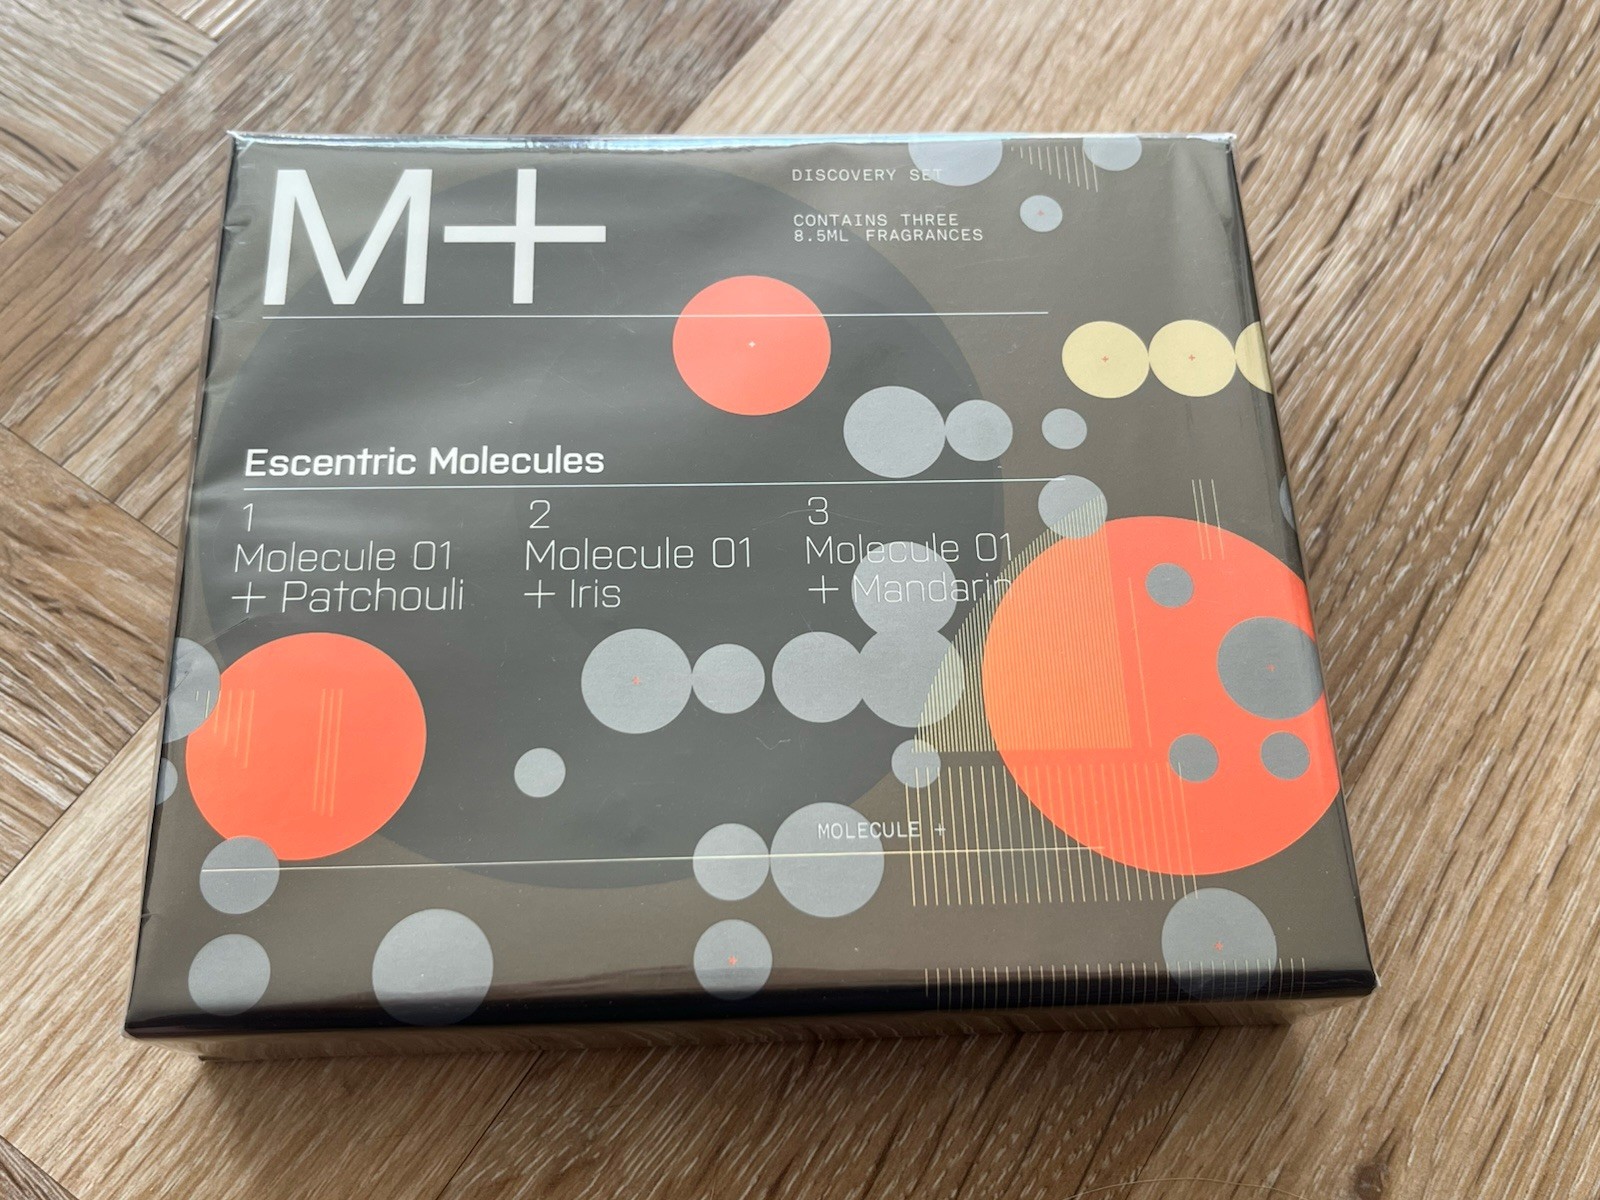 M+
DISCOVERY SET
CONTAINS THREE
8.5ML FRAGRANCES
Escentric Molecules
1
Molecule 01
+ Patchouli
2
Molecule 01
+ Iris
3
Molecule 01
+ Mandarin
MOLECULE +